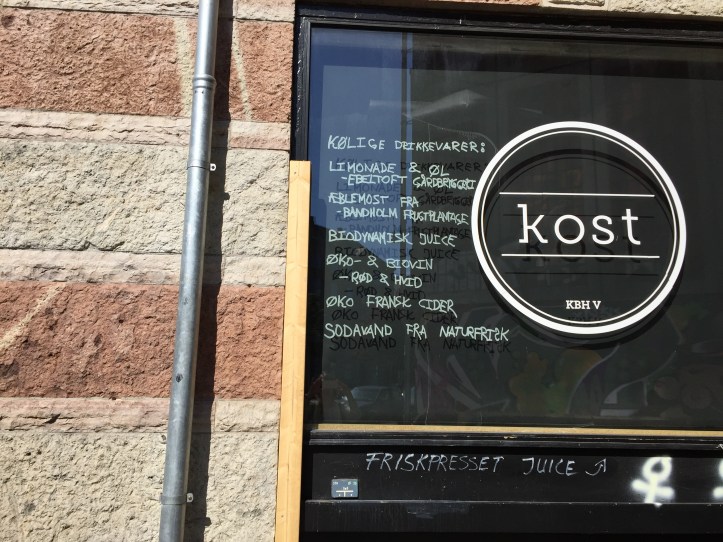 KØLIGE DRIKKEVARER:
LIMONADE & ØL
- EBELTOFT GÅRDBRYGGERI
ÆBLEMOST FRA
- BANDHOLM FRUGTPLANTAGE
BIODYNAMISK JUICE
ØKO- & BIOVIN
- RØD & HVID
ØKO FRANSK CIDER
SODAVAND FRA NATURFRISK
kost
KBH V
FRISKPRESSET JUICE